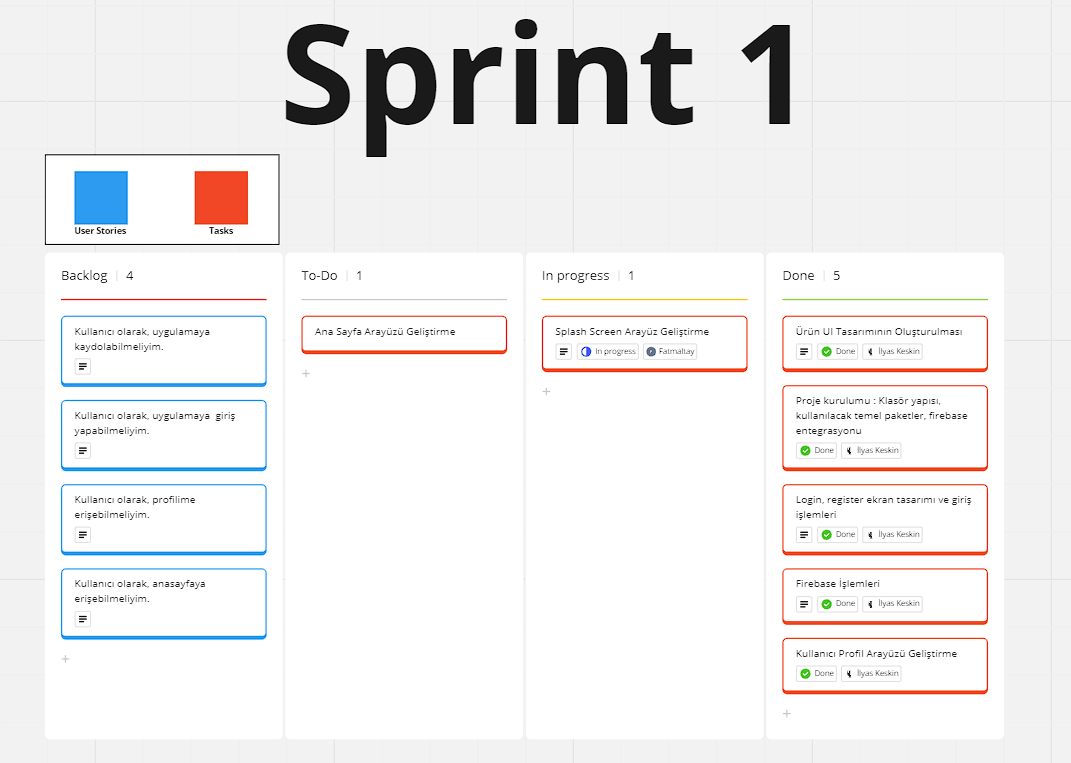 Sprint 1
User Stories
Tasks
Backlog | 4
Kullanıcı olarak, uygulamaya
kaydolabilmeliyim.
Kullanıcı olarak, uygulamaya giriş
yapabilmeliyim.
Kullanıcı olarak, profilime
erişebilmeliyim.
Kullanıcı olarak, anasayfaya
erişebilmeliyim.
To-Do | 1
Ana Sayfa Arayüzü Geliştirme
In progress | 1
Splash Screen Arayüz Geliştirme
In progress
Fatmaltay
Done | 5
Ürün UI Tasarımının Oluşturulması
Done
İlyas Keskin
Proje kurulumu : Klasör yapısı,
kullanılacak temel paketler, firebase
entegrasyonu
Done
İlyas Keskin
Login, register ekran tasarımı ve giriş
işlemleri
Done
İlyas Keskin
Firebase İşlemleri
Done
İlyas Keskin
Kullanıcı Profil Arayüzü Geliştirme
Done
İlyas Keskin